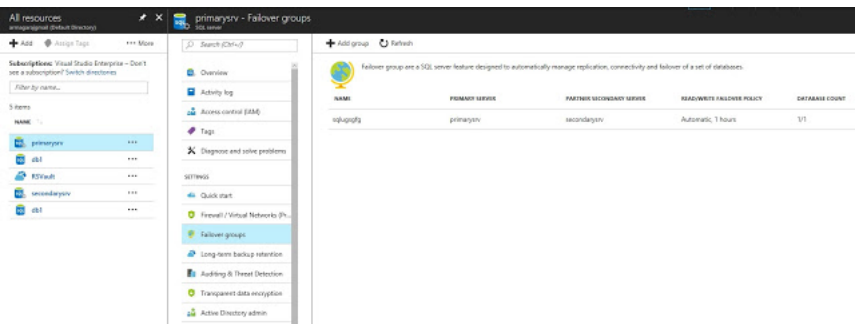 All resources
(Default Directory)
+ Add Assign Tags ··· More
Subscriptions: Visual Studio Enterprise – Don't
see a subscription? Switch directories
Filter by name...
5 items
NAME
primarysrv ···
db1 ···
RSVault ···
secondarysrv ···
db1 ···
primarysrv - Failover groups
SQL server
Search (Ctrl+/)
Overview
Activity log
Access control (IAM)
Tags
Diagnose and solve problems
SETTINGS
Quick start
Firewall / Virtual Networks (Pr...
Failover groups
Long-term backup retention
Auditing & Threat Detection
Transparent data encryption
Active Directory admin
+ Add group Refresh
Failover group are a SQL server feature designed to automatically manage replication, connectivity and failover of a set of databases.
NAME PRIMARY SERVER PARTNER SECONDARY SERVER READ/WRITE FAILOVER POLICY DATABASE COUNT
primarysrv secondarysrv Automatic, 1 hours 1/1